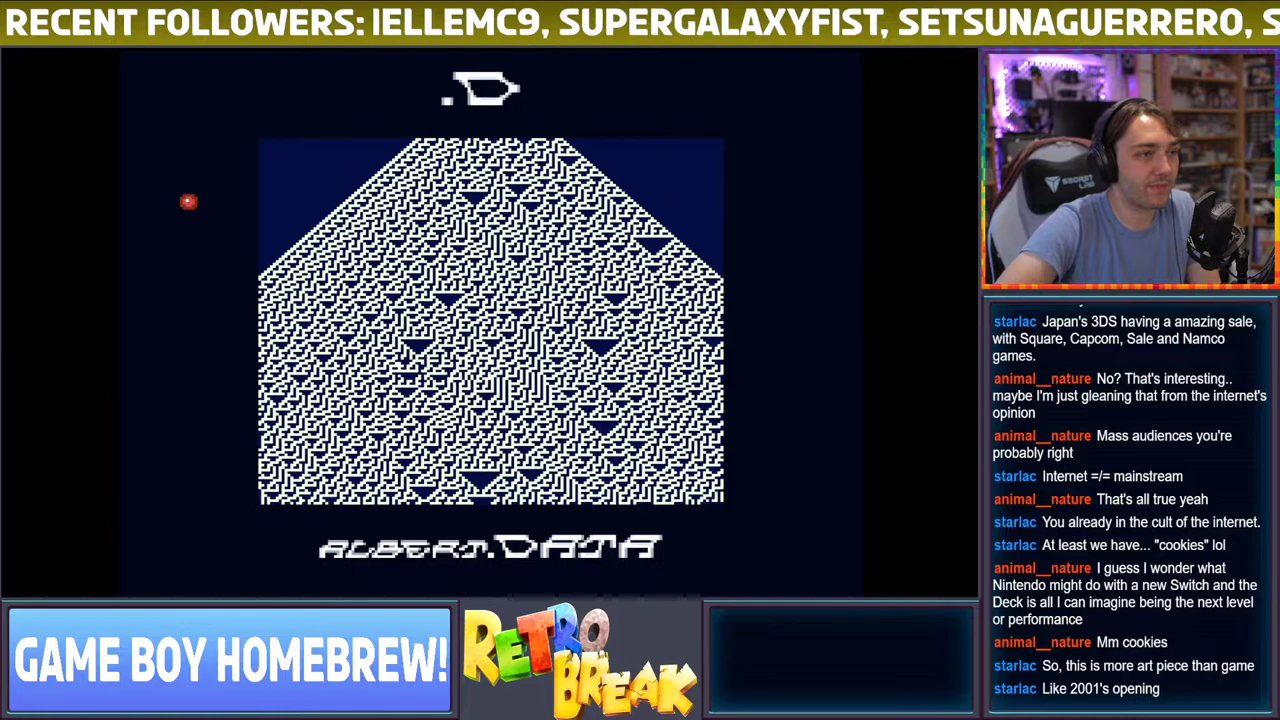 RECENT FOLLOWERS: IELLEMC9, SUPERGALAXYFIST, SETSUNAGUERRERO, S
.D
ALBERT.DATA
SECRETLAB
starlac Japan's 3DS having a amazing sale,
with Square, Capcom, Sale and Namco
games.
animal__nature No? That's interesting..
maybe I'm just gleaning that from the internet's
opinion
animal__nature Mass audiences you're
probably right
starlac Internet =/= mainstream
animal__nature That's all true yeah
starlac You already in the cult of the internet.
starlac At least we have... "cookies" lol
animal__nature I guess I wonder what
Nintendo might do with a new Switch and the
Deck is all I can imagine being the next level
or performance
animal__nature Mm cookies
starlac So, this is more art piece than game
starlac Like 2001's opening
GAME BOY HOMEBREW!
RETRO
BREAK